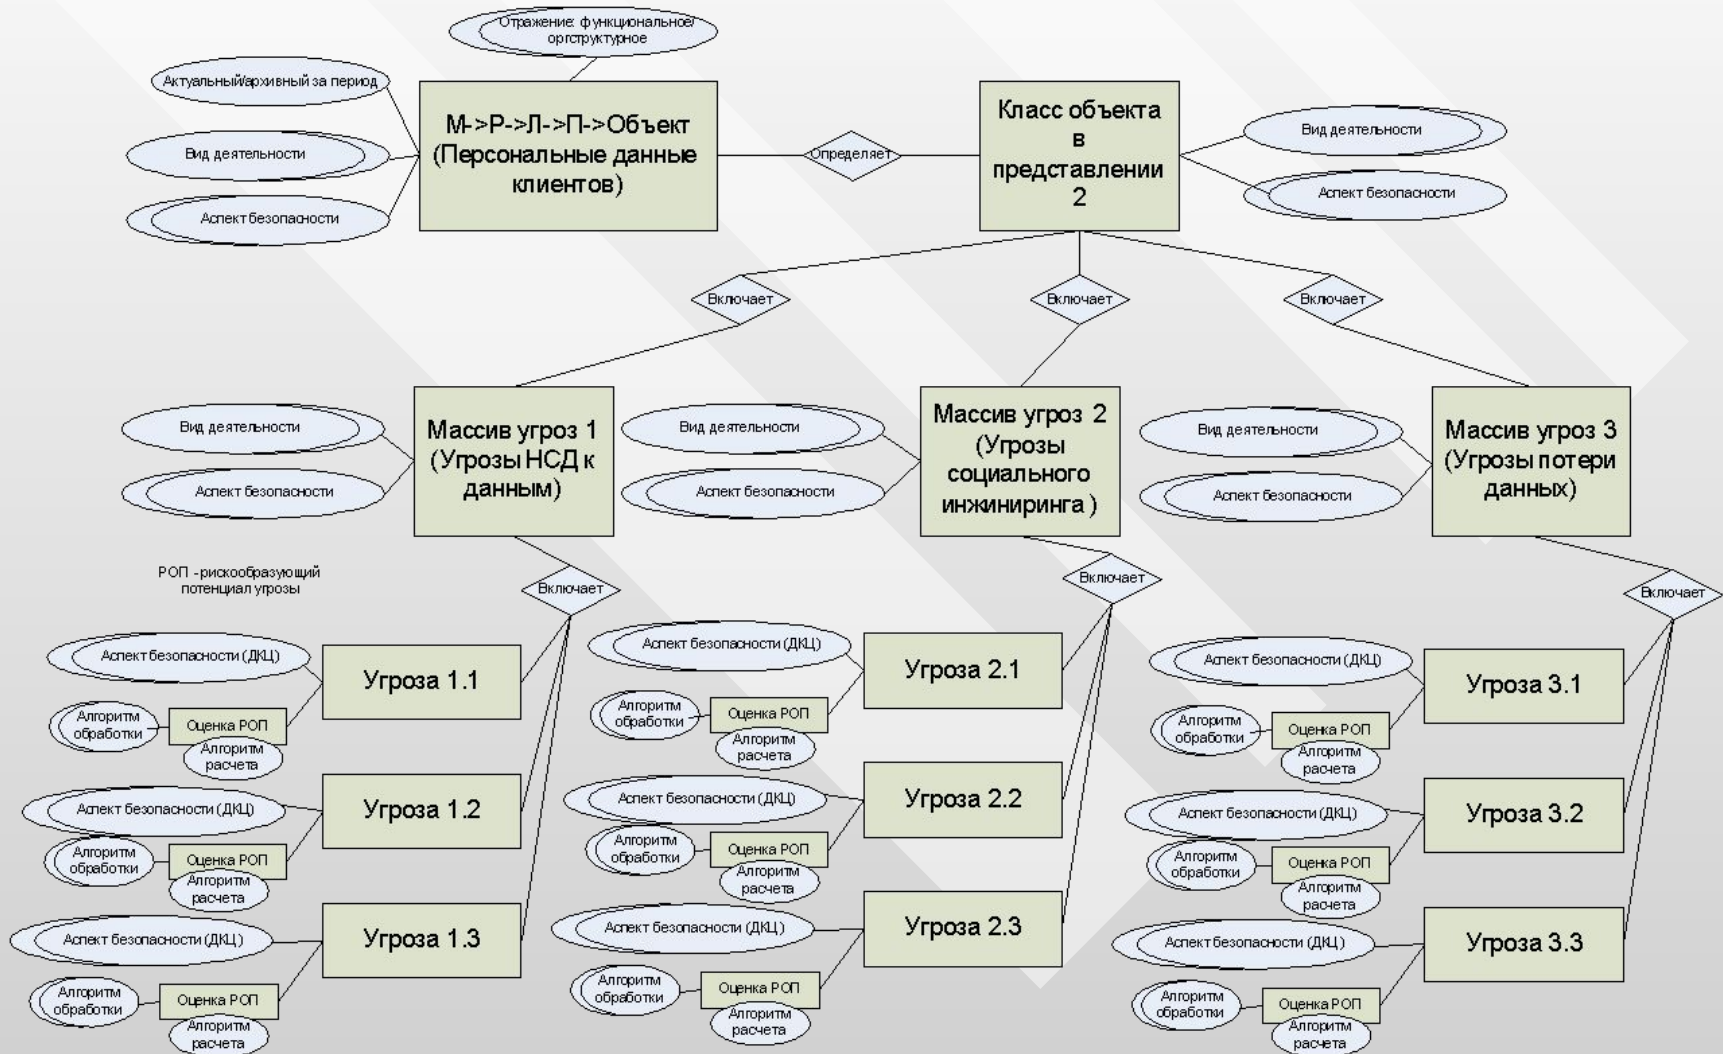 Отражение: функциональное/
оргструктурное
Актуальный/архивный за период
Вид деятельности
Аспект безопасности
М->Р->Л->П->Объект
(Персональные данные
клиентов)
Определяет
Класс объекта
в
представлении
2
Вид деятельности
Аспект безопасности
Включает
Включает
Включает
Вид деятельности
Аспект безопасности
Массив угроз 1
(Угрозы НСД к
данным)
Вид деятельности
Аспект безопасности
Массив угроз 2
(Угрозы
социального
инжиниринга)
Вид деятельности
Аспект безопасности
Массив угроз 3
(Угрозы потери
данных)
РОП -рискообразующий
потенциал угрозы
Включает
Включает
Включает
Аспект безопасности (ДКЦ)
Угроза 1.1
Алгоритм
обработки
Оценка РОП
Алгоритм
расчета
Аспект безопасности (ДКЦ)
Угроза 1.2
Алгоритм
обработки
Оценка РОП
Алгоритм
расчета
Аспект безопасности (ДКЦ)
Угроза 1.3
Алгоритм
обработки
Оценка РОП
Алгоритм
расчета
Аспект безопасности (ДКЦ)
Угроза 2.1
Алгоритм
обработки
Оценка РОП
Алгоритм
расчета
Аспект безопасности (ДКЦ)
Угроза 2.2
Алгоритм
обработки
Оценка РОП
Алгоритм
расчета
Аспект безопасности (ДКЦ)
Угроза 2.3
Алгоритм
обработки
Оценка РОП
Алгоритм
расчета
Аспект безопасности (ДКЦ)
Угроза 3.1
Алгоритм
обработки
Оценка РОП
Алгоритм
расчета
Аспект безопасности (ДКЦ)
Угроза 3.2
Алгоритм
обработки
Оценка РОП
Алгоритм
расчета
Аспект безопасности (ДКЦ)
Угроза 3.3
Алгоритм
обработки
Оценка РОП
Алгоритм
расчета